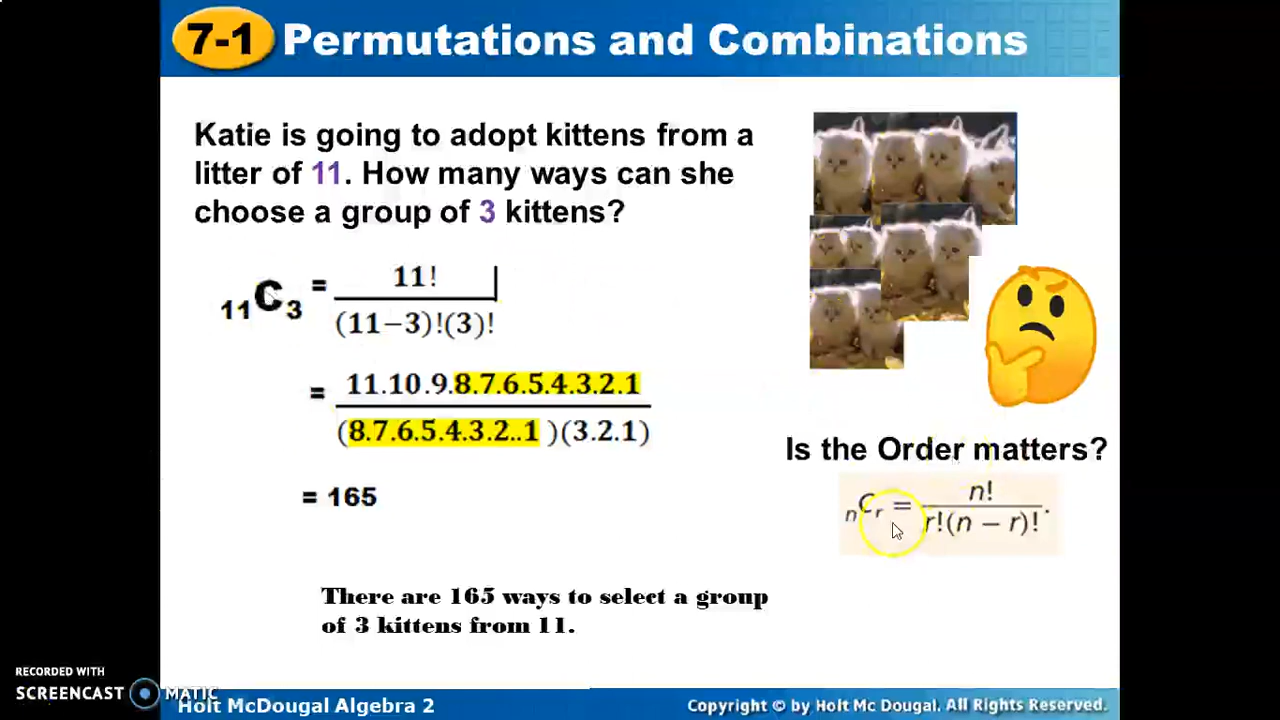 7-1 Permutations and Combinations
Katie is going to adopt kittens from a
litter of 11. How many ways can she
choose a group of 3 kittens?
₁₁C₃ = 11! / (11−3)!(3)!
= 11.10.9.8.7.6.5.4.3.2.1 / (8.7.6.5.4.3.2..1 )(3.2.1)
= 165
There are 165 ways to select a group
of 3 kittens from 11.
Is the Order matters?
nCr = n! / r!(n − r)!.
RECORDED WITH
SCREENCAST MATIC
Holt McDougal Algebra 2
Copyright © by Holt Mc Dougal. All Rights Reserved.